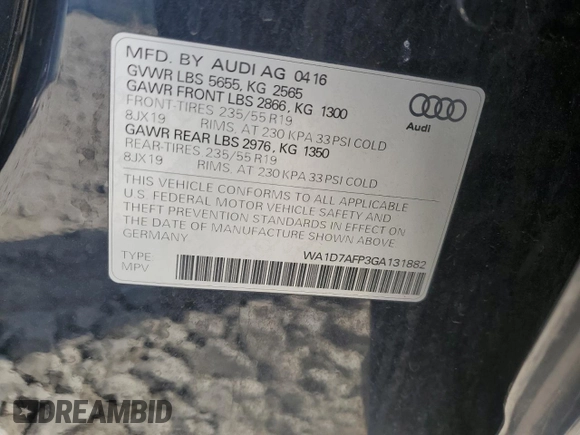 MFD. BY AUDI AG 04 16
GVWR LBS 5655, KG 2565
GAWR FRONT LBS 2866, KG 1300
FRONT-TIRES 235/55 R19
8JX19 RIMS, AT 230 KPA 33 PSI COLD
GAWR REAR LBS 2976, KG 1350
REAR-TIRES 235/55 R19
8JX19 RIMS, AT 230 KPA 33 PSI COLD
Audi
THIS VEHICLE CONFORMS TO ALL APPLICABLE
U.S. FEDERAL MOTOR VEHICLE SAFETY AND
THEFT PREVENTION STANDARDS IN EFFECT ON
THE DATE OF MANUFACTURE SHOWN ABOVE.
GERMANY
WA1D7AFP3GA131882
TYPE:
MPV
DREAMBID